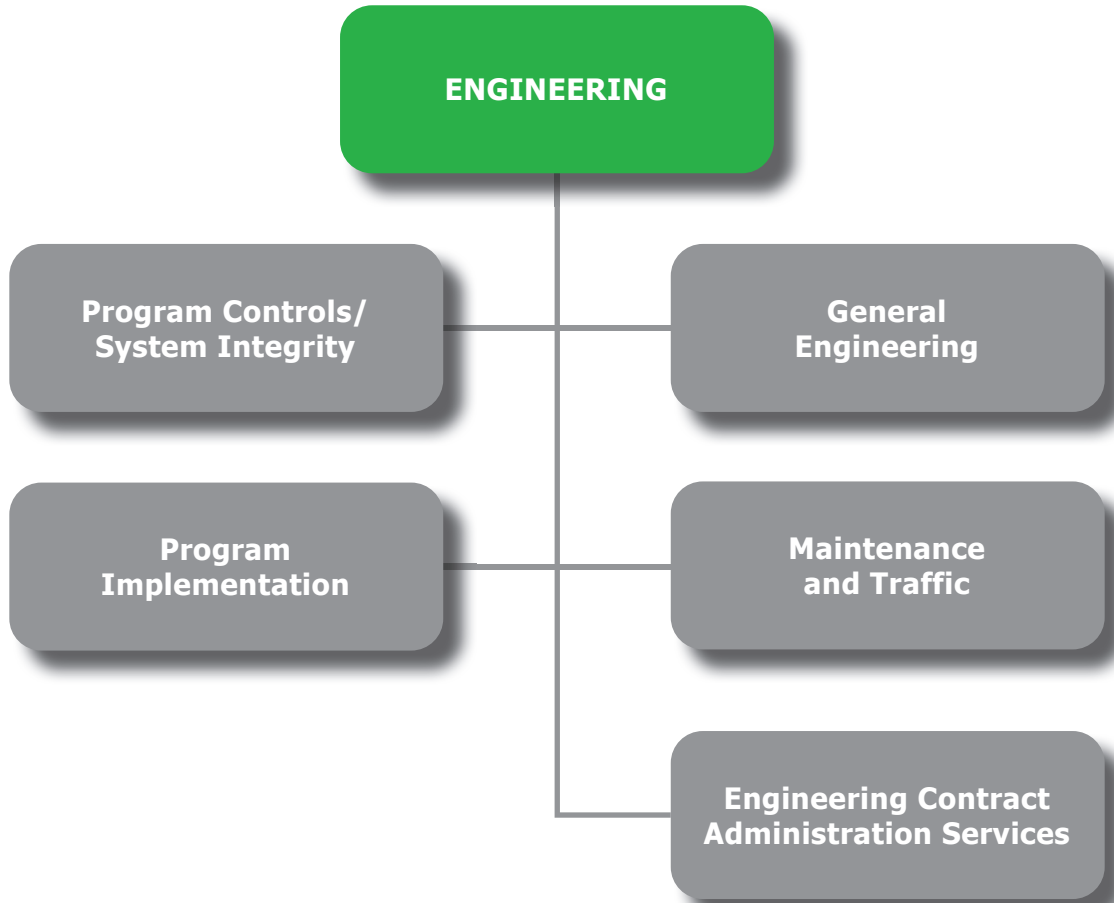 ENGINEERING
Program Controls/
System Integrity
General
Engineering
Program
Implementation
Maintenance
and Traffic
Engineering Contract
Administration Services